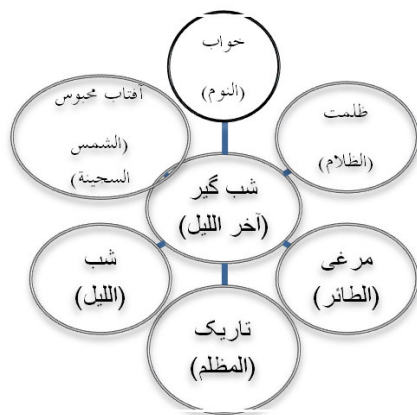 خواب
(النوم)
آفتاب محبوس
(الشمس
السجينة)
ظلمت
(الظلام)
شب گیر
(آخر الليل)
شب
(الليل)
مرغی
(الطائر)
تاریک
(المظلم)